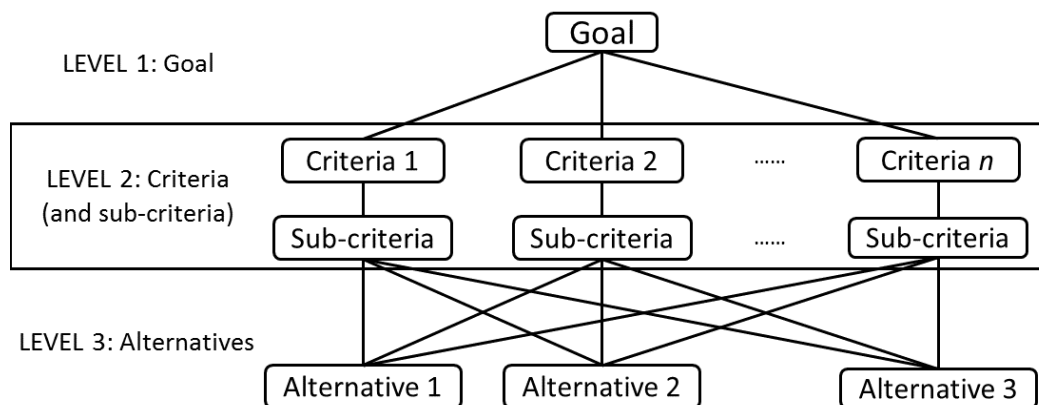 Goal
LEVEL 1: Goal
Criteria 1
Criteria 2
......
Criteria n
LEVEL 2: Criteria
(and sub-criteria)
Sub-criteria
Sub-criteria
......
Sub-criteria
LEVEL 3: Alternatives
Alternative 1
Alternative 2
Alternative 3